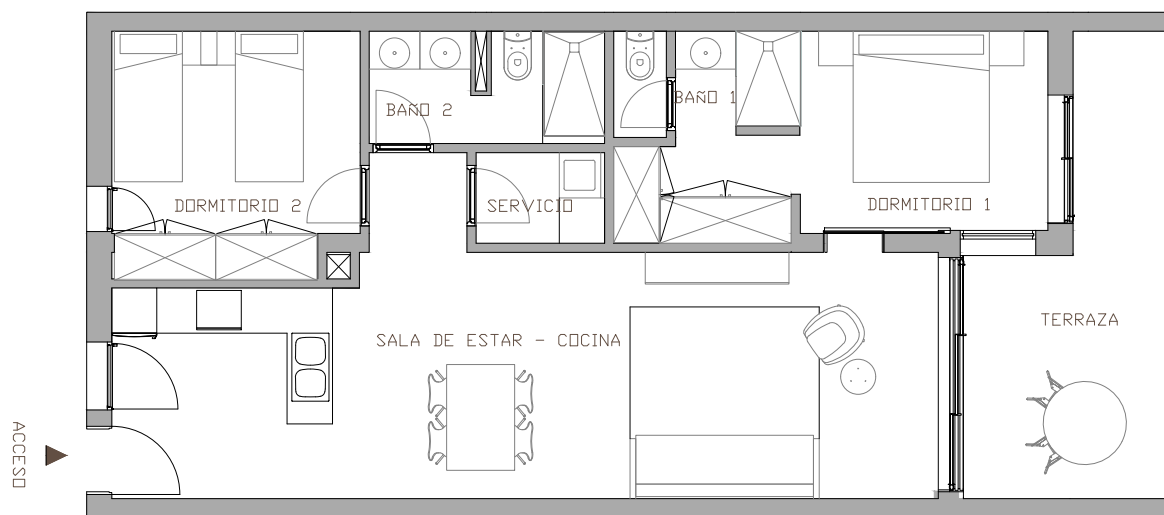 BAÑO 2
BAÑO 1
DORMITORIO 2
SERVICIO
DORMITORIO 1
TERRAZA
SALA DE ESTAR - COCINA
ACCESO